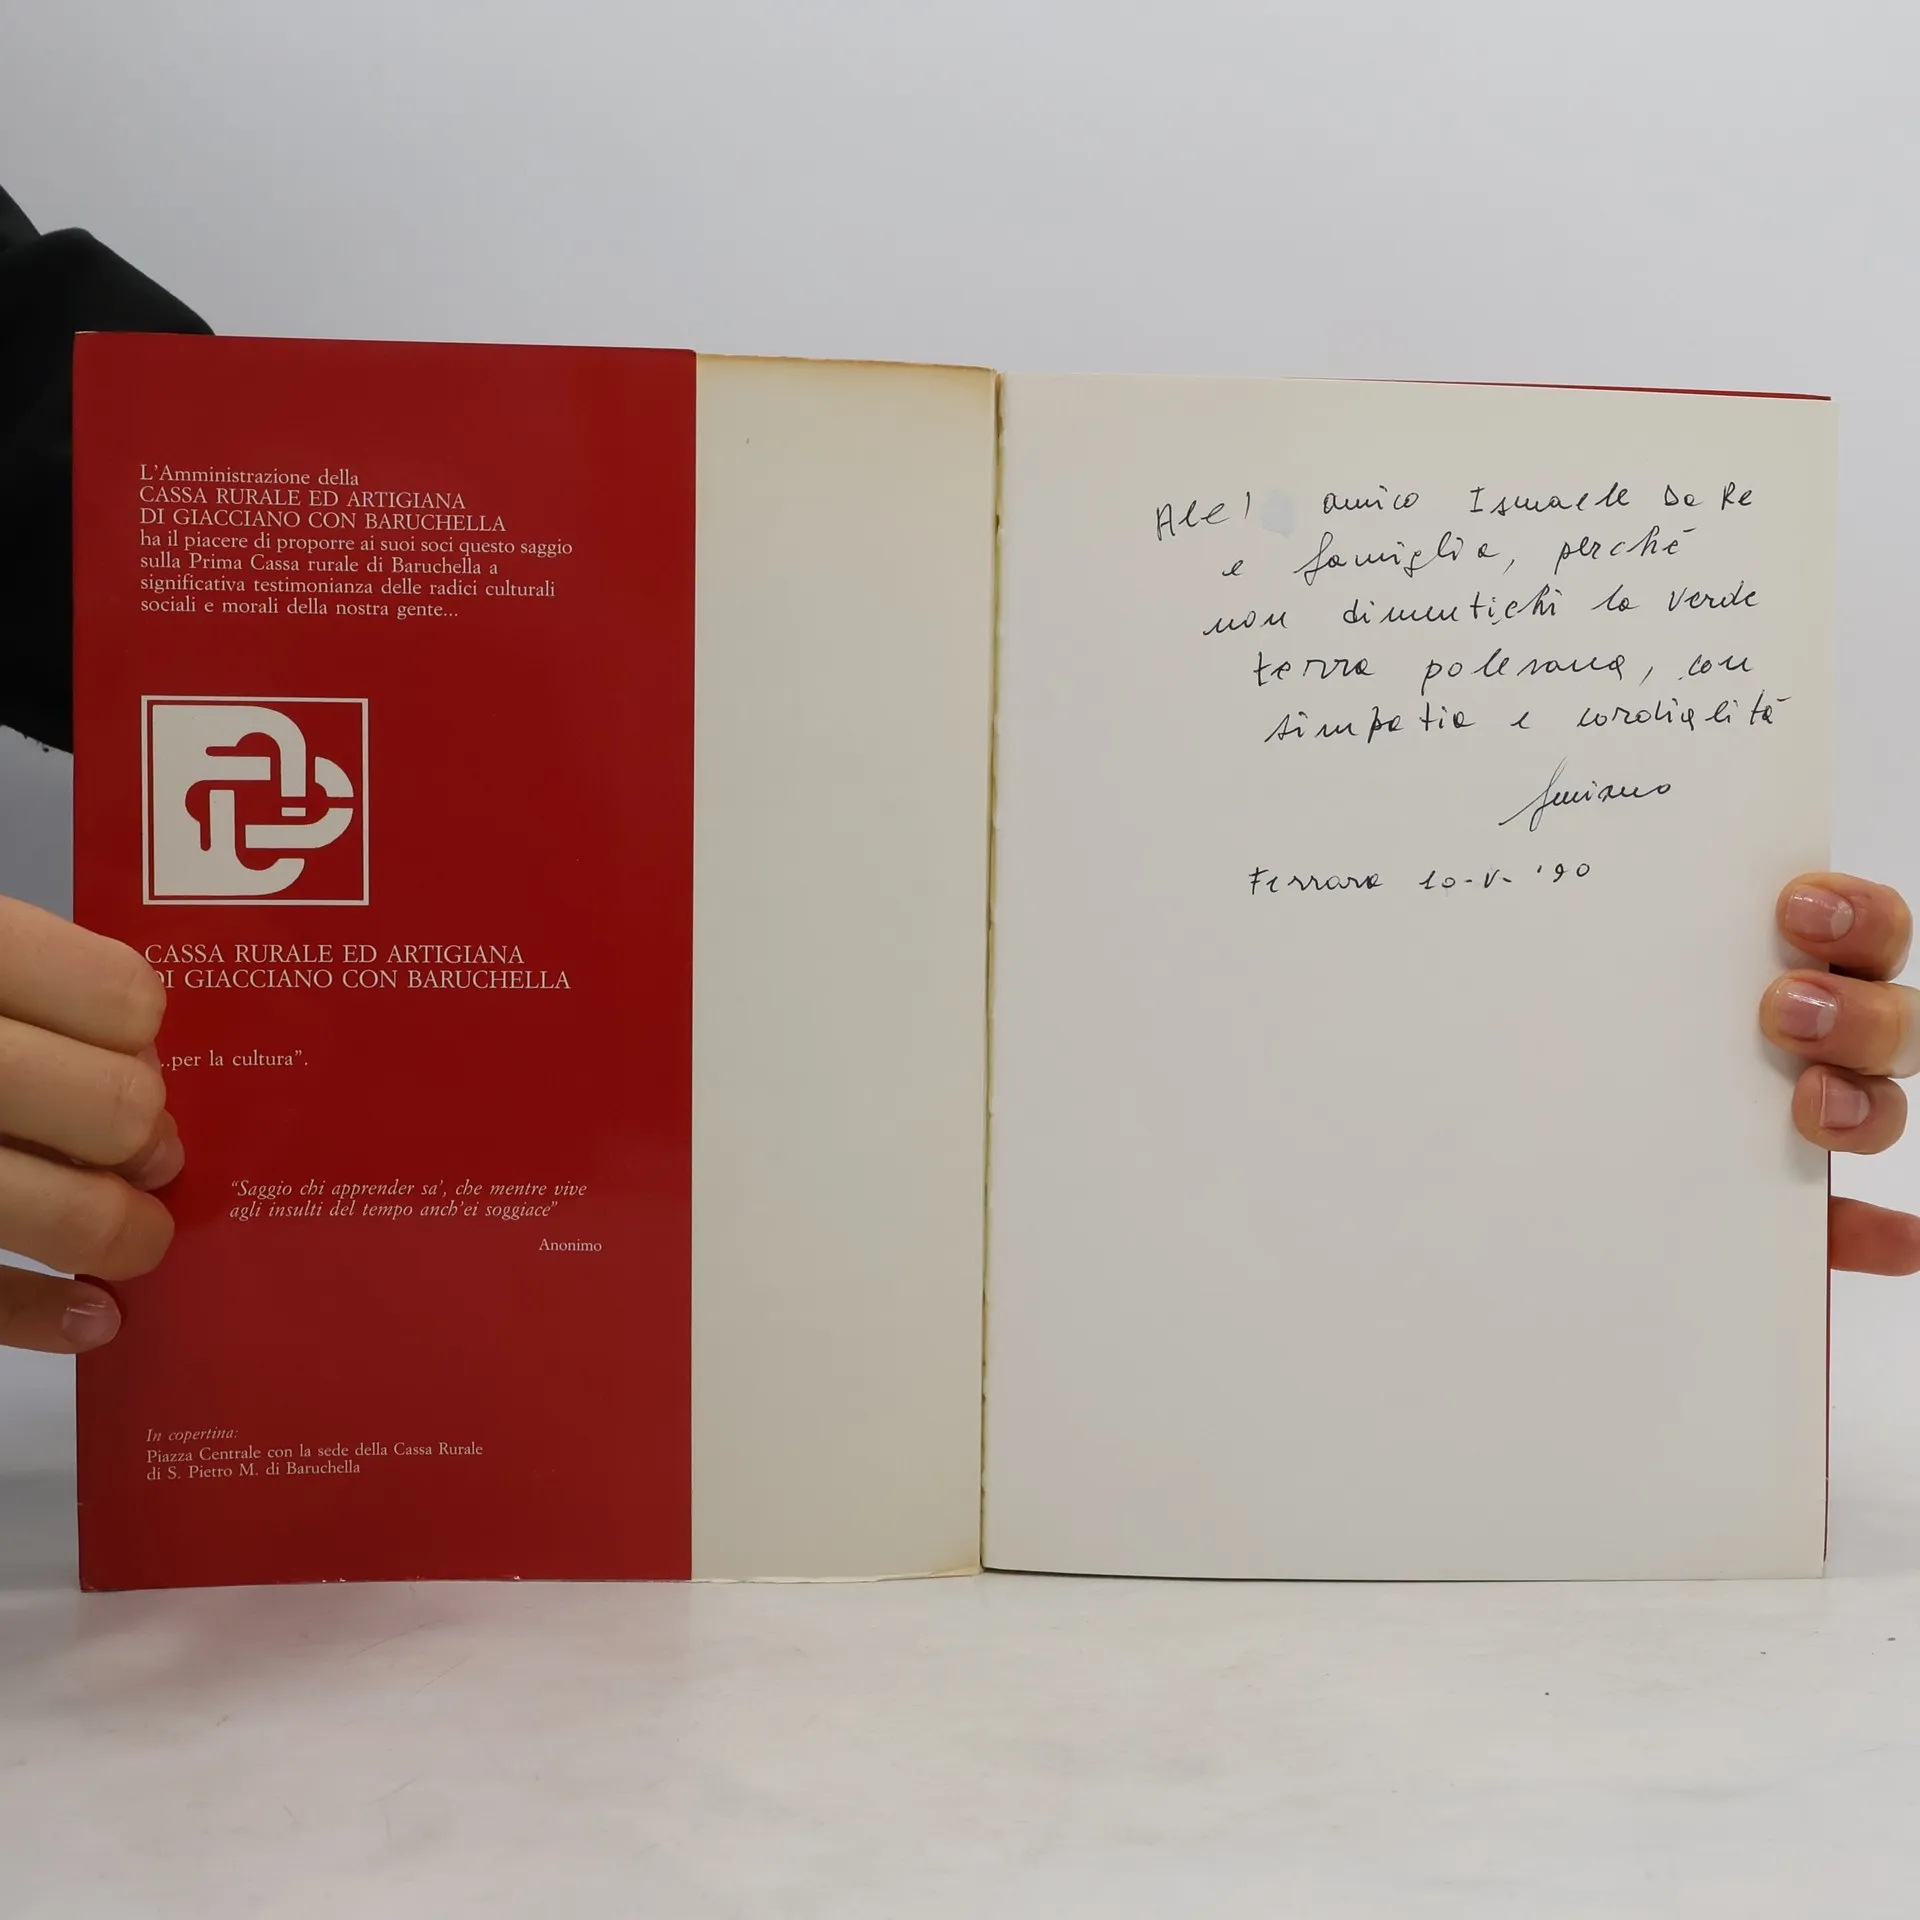 L'Amministrazione della
CASSA RURALE ED ARTIGIANA
DI GIACCIANO CON BARUCHELLA
ha il piacere di proporre ai suoi soci questo saggio
sulla Prima Cassa rurale di Baruchella a
significativa testimonianza delle radici culturali
sociali e morali della nostra gente...
CASSA RURALE ED ARTIGIANA
DI GIACCIANO CON BARUCHELLA
..per la cultura".
"Saggio chi apprender sa', che mentre vive
agli insulti del tempo anch'ei soggiace"
Anonimo
In copertina:
Piazza Centrale con la sede della Cassa Rurale
di S. Pietro M. di Baruchella
All' amico Ismaele Da Re
e famiglia, perchè
non dimentichi la verde
terra polesana, con
simpatia e cordialità
Ferrara 10-V-'90